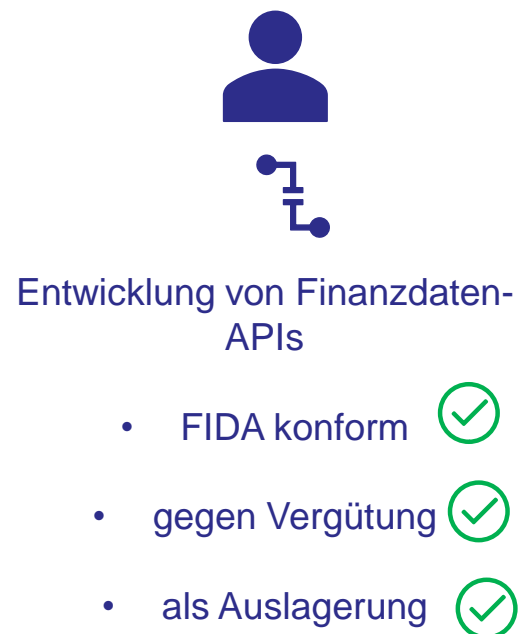 Entwicklung von Finanzdaten-
APIs
• FIDA konform
• gegen Vergütung
• als Auslagerung